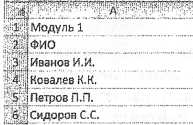 A
1 Модуль 1
2 ФИО
3 Иванов И.И.
4 Ковалев К.К.
5 Петров П.П.
6 Сидоров С.С.